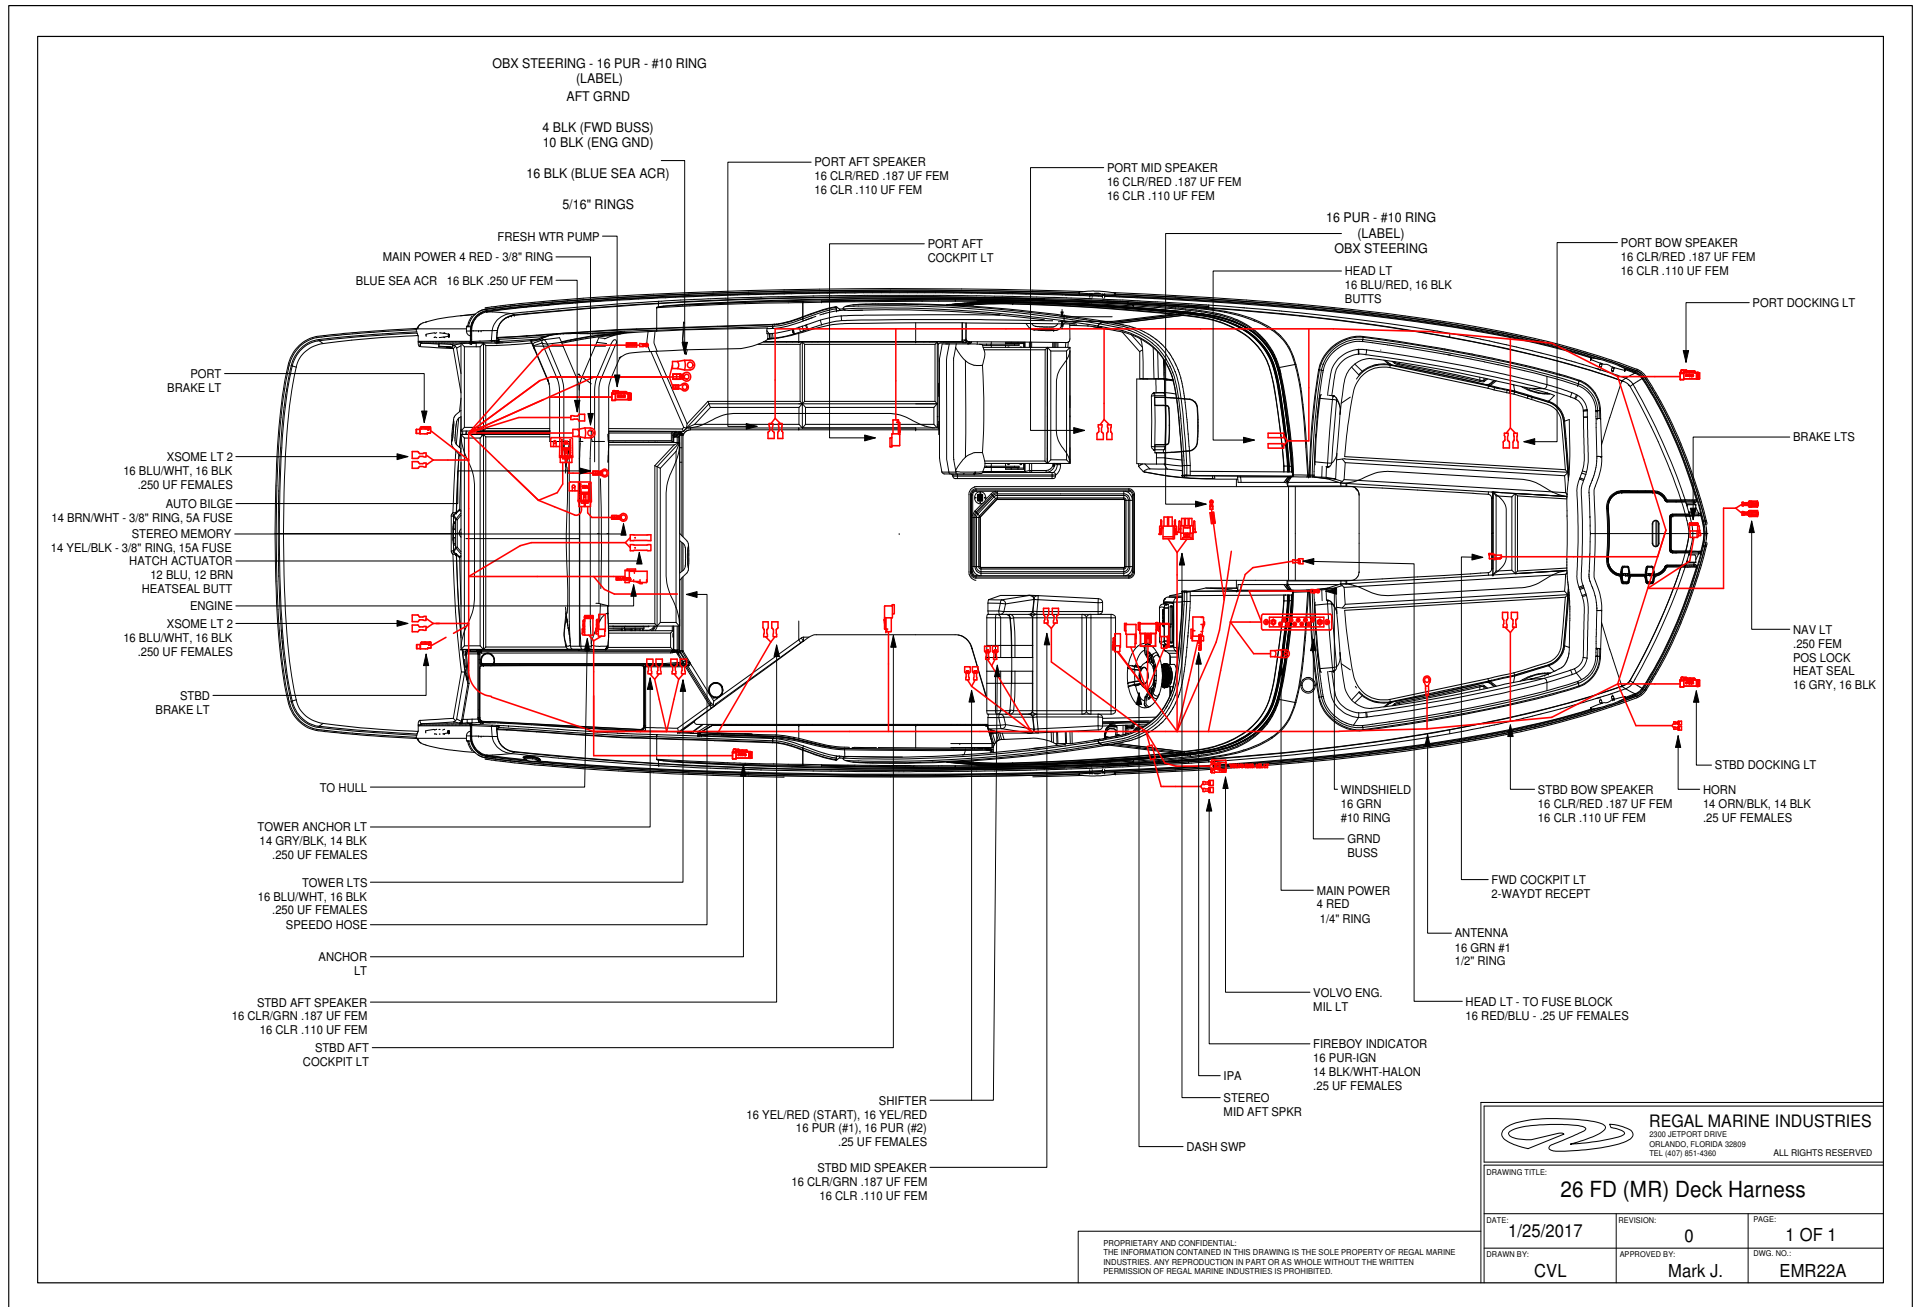 OBX STEERING - 16 PUR - #10 RING
(LABEL)
AFT GRND
4 BLK (FWD BUSS)
10 BLK (ENG GND)
16 BLK (BLUE SEA ACR)
5/16" RINGS
FRESH WTR PUMP
MAIN POWER 4 RED - 3/8" RING
BLUE SEA ACR 16 BLK .250 UF FEM
PORT AFT SPEAKER
16 CLR/RED .187 UF FEM
16 CLR .110 UF FEM
PORT AFT
COCKPIT LT
PORT MID SPEAKER
16 CLR/RED .187 UF FEM
16 CLR .110 UF FEM
16 PUR - #10 RING
(LABEL)
OBX STEERING
HEAD LT
16 BLU/RED, 16 BLK
BUTTS
PORT BOW SPEAKER
16 CLR/RED .187 UF FEM
16 CLR .110 UF FEM
PORT DOCKING LT
BRAKE LTS
PORT
BRAKE LT
XSOME LT 2
16 BLU/WHT, 16 BLK
.250 UF FEMALES
AUTO BILGE
14 BRN/WHT - 3/8" RING, 5A FUSE
STEREO MEMORY
14 YEL/BLK - 3/8" RING, 15A FUSE
HATCH ACTUATOR
12 BLU, 12 BRN
HEATSEAL BUTT
ENGINE
XSOME LT 2
16 BLU/WHT, 16 BLK
.250 UF FEMALES
STBD
BRAKE LT
NAV LT
.250 FEM
POS LOCK
HEAT SEAL
16 GRY, 16 BLK
TO HULL
TOWER ANCHOR LT
14 GRY/BLK, 14 BLK
.250 UF FEMALES
TOWER LTS
16 BLU/WHT, 16 BLK
.250 UF FEMALES
SPEEDO HOSE
ANCHOR
LT
STBD AFT SPEAKER
16 CLR/GRN .187 UF FEM
16 CLR .110 UF FEM
STBD AFT
COCKPIT LT
SHIFTER
16 YEL/RED (START), 16 YEL/RED
16 PUR (#1), 16 PUR (#2)
.25 UF FEMALES
STBD MID SPEAKER
16 CLR/GRN .187 UF FEM
16 CLR .110 UF FEM
DASH SWP
STEREO
MID AFT SPKR
IPA
FIREBOY INDICATOR
16 PUR-IGN
14 BLK/WHT-HALON
.25 UF FEMALES
VOLVO ENG.
MIL LT
MAIN POWER
4 RED
1/4" RING
GRND
BUSS
WINDSHIELD
16 GRN
#10 RING
HEAD LT - TO FUSE BLOCK
16 RED/BLU - .25 UF FEMALES
ANTENNA
16 GRN #1
1/2" RING
FWD COCKPIT LT
2-WAYDT RECEPT
STBD BOW SPEAKER
16 CLR/RED .187 UF FEM
16 CLR .110 UF FEM
HORN
14 ORN/BLK, 14 BLK
.25 UF FEMALES
STBD DOCKING LT
REGAL MARINE INDUSTRIES
2300 JETPORT DRIVE
ORLANDO, FLORIDA 32809
TEL (407) 851-4360
ALL RIGHTS RESERVED
DRAWING TITLE:
26 FD (MR) Deck Harness
DATE: 1/25/2017
REVISION: 0
PAGE: 1 OF 1
DRAWN BY: CVL
APPROVED BY: Mark J.
DWG. NO.: EMR22A
PROPRIETARY AND CONFIDENTIAL:
THE INFORMATION CONTAINED IN THIS DRAWING IS THE SOLE PROPERTY OF REGAL MARINE
INDUSTRIES. ANY REPRODUCTION IN PART OR AS WHOLE WITHOUT THE WRITTEN
PERMISSION OF REGAL MARINE INDUSTRIES IS PROHIBITED.